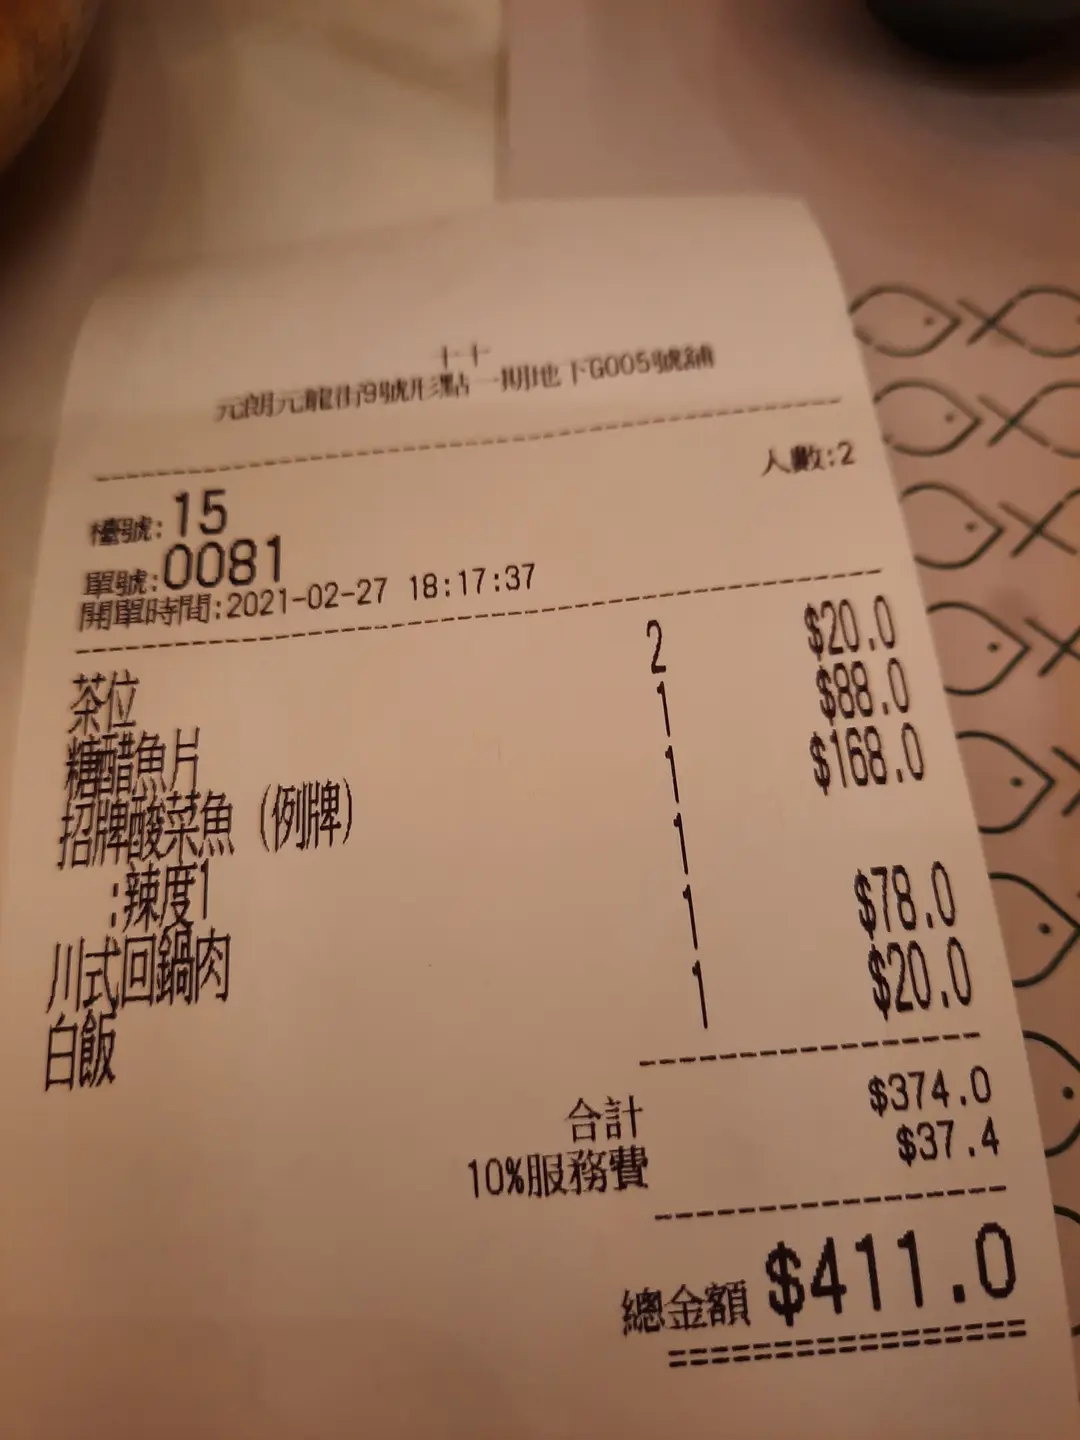 十十
元朗元龍街9號形點一期地下G005號舖
人數:2
檯號:15
單號:0081
開單時間:2021-02-27 18:17:37
茶位 2 $20.0
糖醋魚片 1 $88.0
招牌酸菜魚 (例牌) 1 $168.0
:辣度1 1
川式回鍋肉 1 $78.0
白飯 1 $20.0
合計 $374.0
10%服務費 $37.4
總金額 $411.0